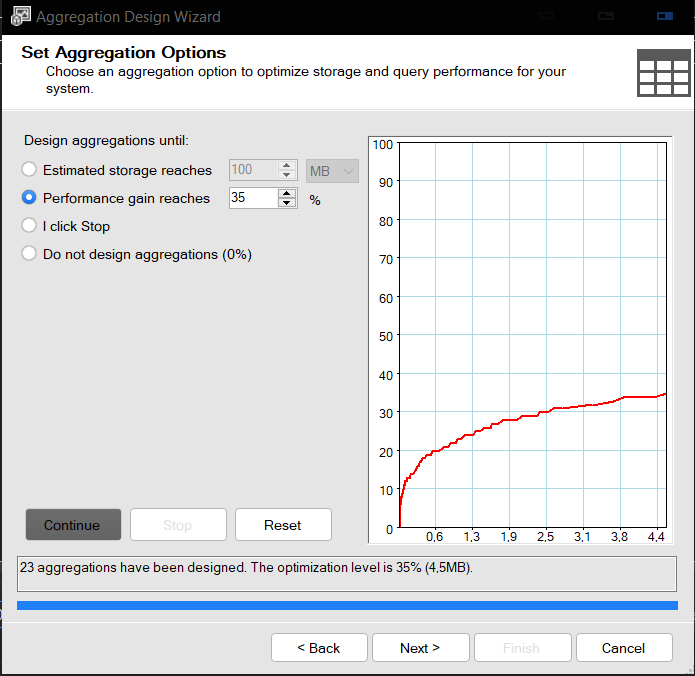 Aggregation Design Wizard
Set Aggregation Options
Choose an aggregation option to optimize storage and query performance for your
system.
Design aggregations until:
Estimated storage reaches 100 MB
Performance gain reaches 35 %
I click Stop
Do not design aggregations (0%)
100
90
80
70
60
50
40
30
20
10
0
0,6 1,3 1,9 2,5 3,1 3,8 4,4
Continue Stop Reset
23 aggregations have been designed. The optimization level is 35% (4,5MB).
< Back Next > Finish Cancel